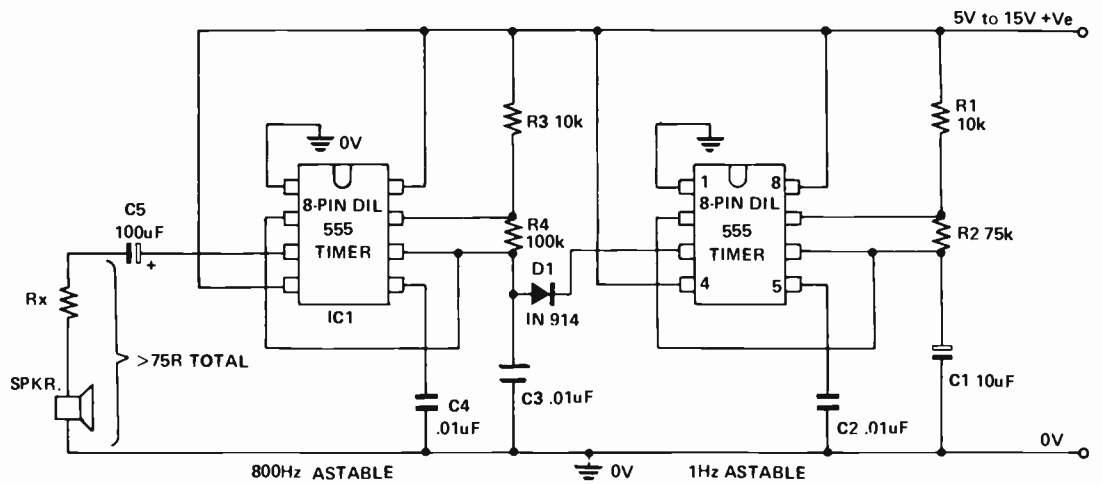 5V to 15V +Ve
R3 10k
R1
10k
0V
1 8
8-PIN DIL
555
TIMER
IC1
C5
100uF
+
R4
100k
8-PIN DIL
555
TIMER
4 5
R2 75k
D1
IN 914
Rx
>75R TOTAL
SPKR.
C4
.01uF
C3 .01uF
C1 10uF
C2 .01uF
800Hz ASTABLE
0V
1Hz ASTABLE
0V